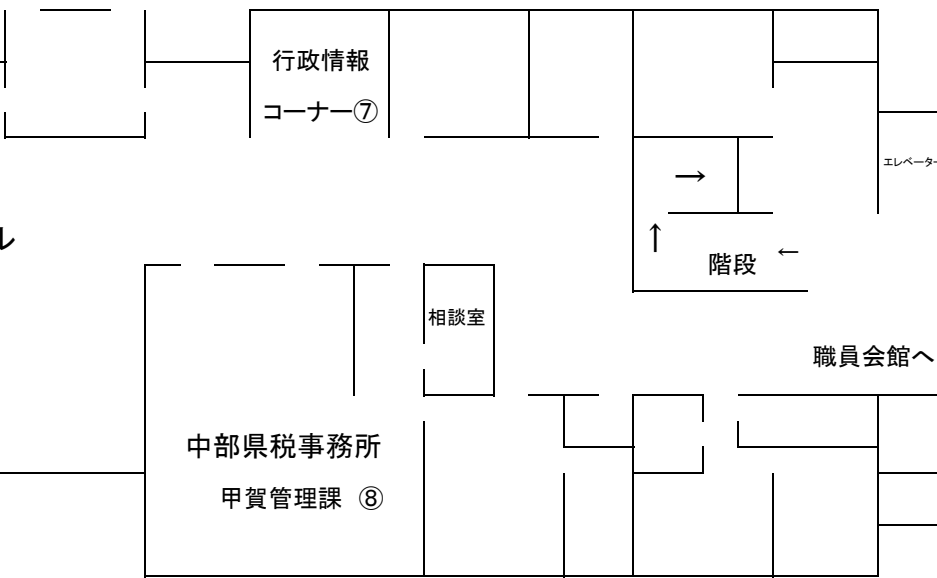 行政情報
コーナー⑦
エレベーター
→
↑
階段 ←
ル
相談室
職員会館へ
中部県税事務所
甲賀管理課 ⑧